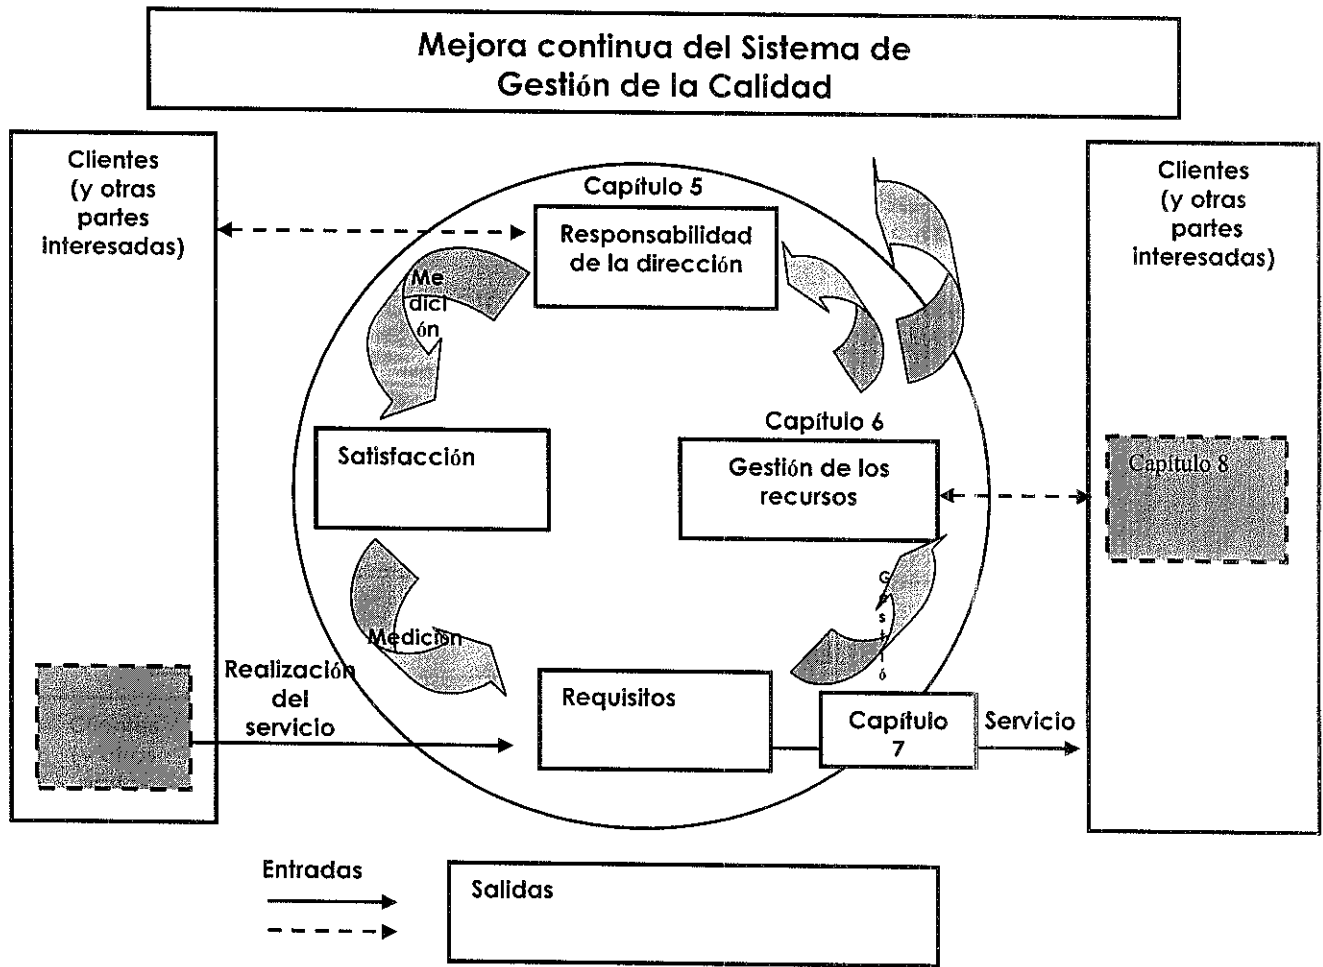 Mejora continua del Sistema de
Gestión de la Calidad
Clientes
(y otras
partes
interesadas)
Capítulo 5
Responsabilidad
de la dirección
Me
dici
ón
Clientes
(y otras
partes
interesadas)
Satisfacción
Capítulo 6
Gestión de los
recursos
Capítulo 8
Medición
G
e
s
t
i
ó
Realización
del
servicio
Requisitos
Capítulo
7
Servicio
Entradas
Salidas